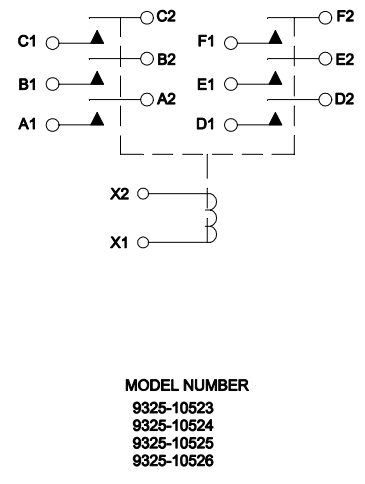 C2 F2
C1 F1
B2 E2
B1 E1
A2 D2
A1 D1
X2
X1
MODEL NUMBER
9325-10523
9325-10524
9325-10525
9325-10526